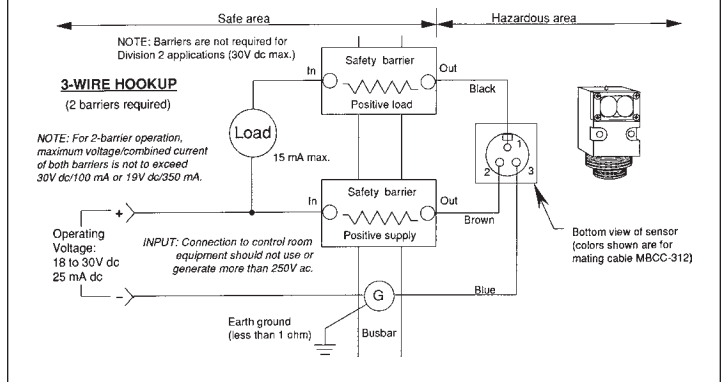 Safe area
Hazardous area
NOTE: Barriers are not required for
Division 2 applications (30V dc max.)
3-WIRE HOOKUP
(2 barriers required)
NOTE: For 2-barrier operation,
maximum voltage/combined current
of both barriers is not to exceed
30V dc/100 mA or 19V dc/350 mA.
In
Safety barrier
Out
Positive load
Black
Load
15 mA max.
1
2
3
In
Safety barrier
Out
Positive supply
Brown
+
Operating
Voltage:
18 to 30V dc
25 mA dc
–
INPUT: Connection to control room
equipment should not use or
generate more than 250V ac.
Bottom view of sensor
(colors shown are for
mating cable MBCC-312)
G
Blue
Earth ground
(less than 1 ohm)
Busbar